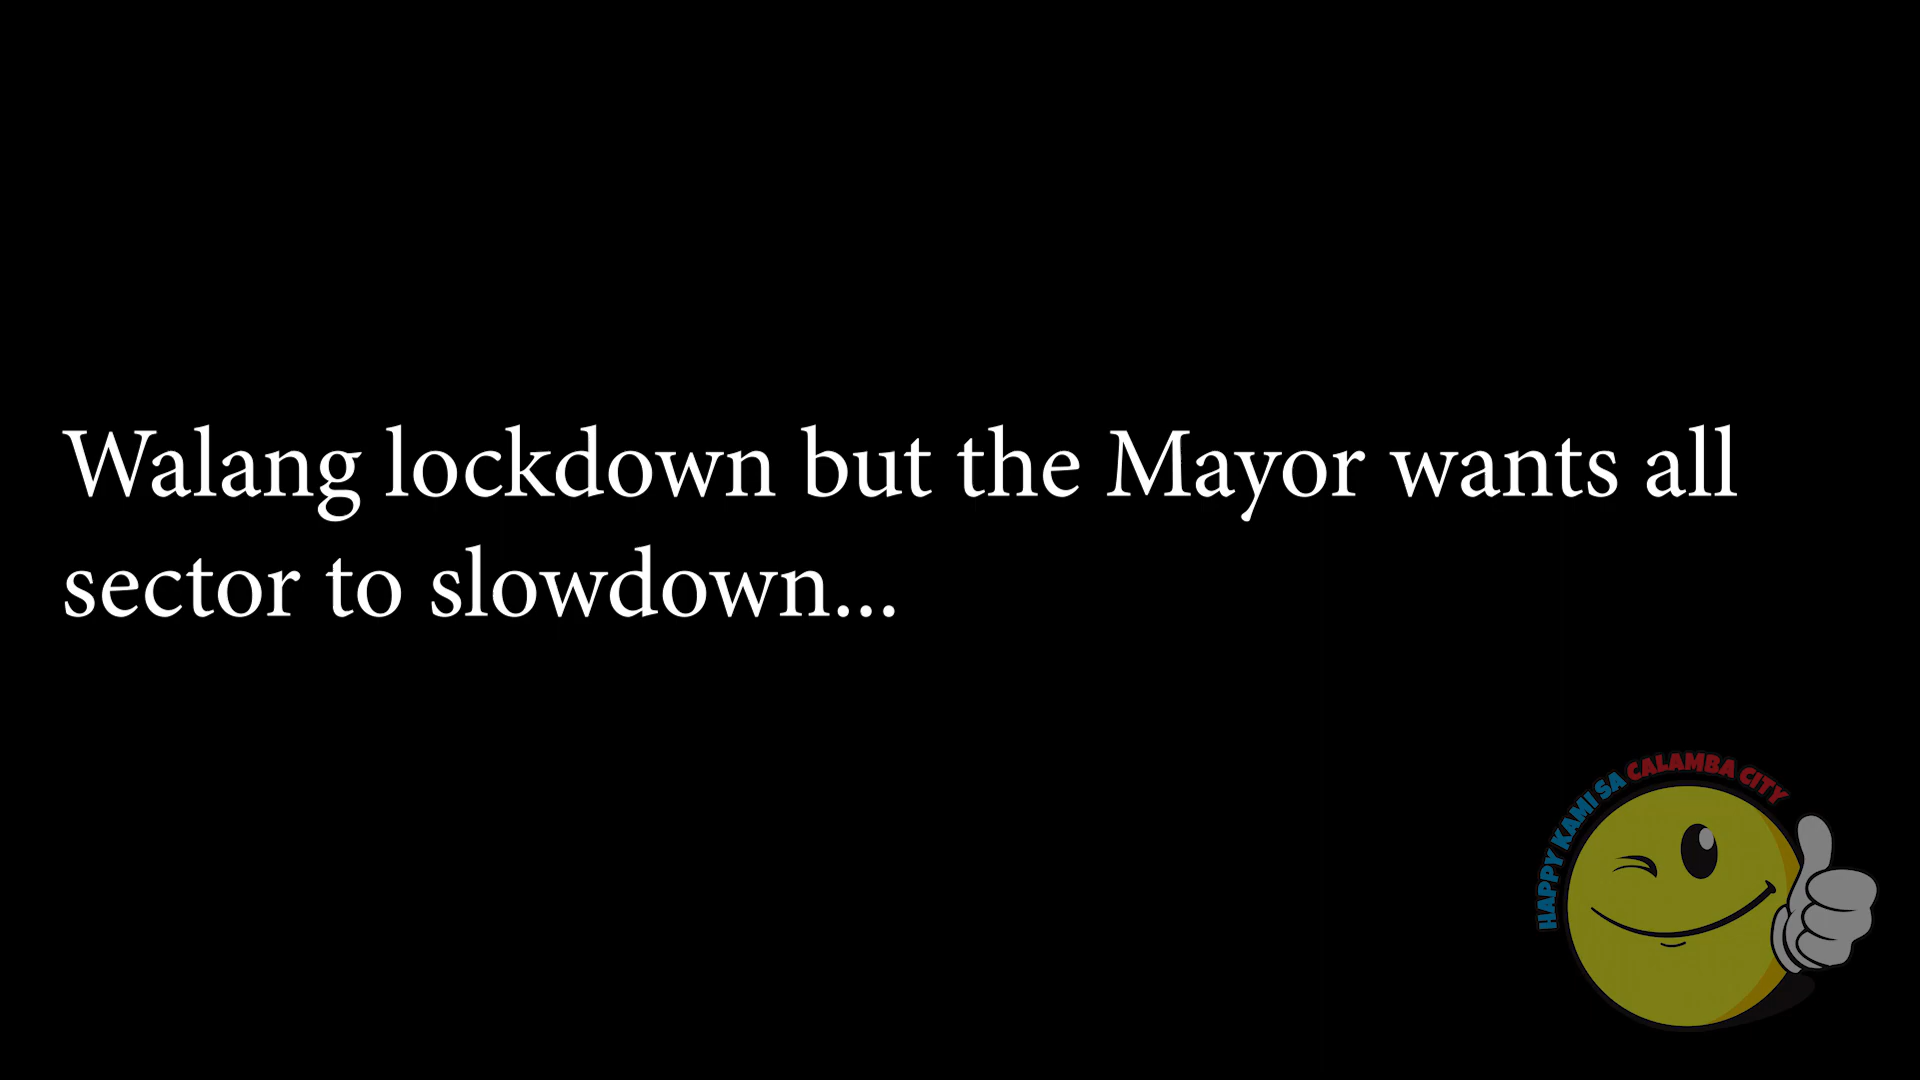 Walang lockdown but the Mayor wants all
sector to slowdown...
HAPPY KAMI SA CALAMBA CITY